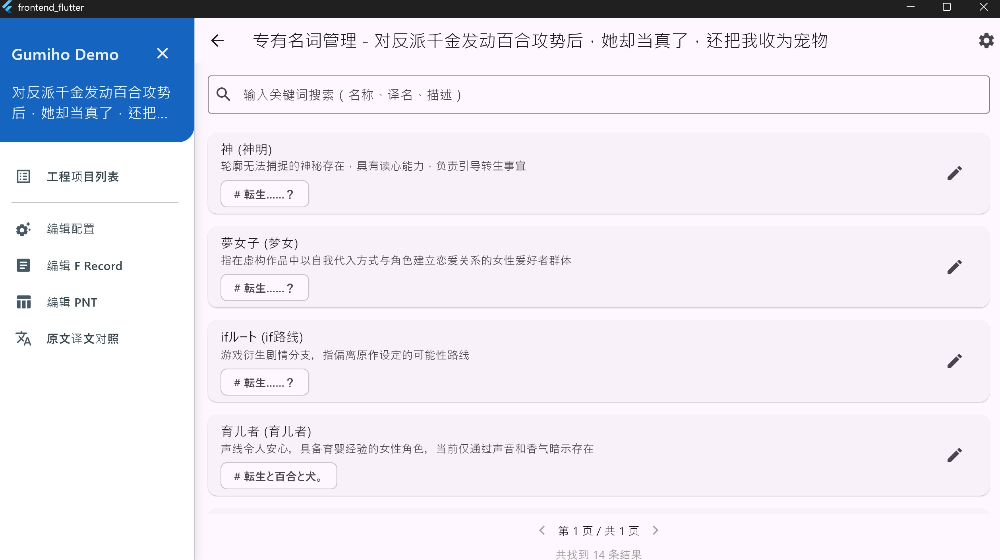 frontend_flutter
Gumiho Demo
对反派千金发动百合攻势
后，她却当真了，还把...
工程项目列表
编辑配置
编辑 F Record
编辑 PNT
原文译文对照
专有名词管理 - 对反派千金发动百合攻势后，她却当真了，还把我收为宠物
输入关键词搜索（名称、译名、描述）
神 (神明)
轮廓无法捕捉的神秘存在，具有读心能力，负责引导转生事宜
# 転生......？
夢女子 (梦女)
指在虚构作品中以自我代入方式与角色建立恋爱关系的女性爱好者群体
# 転生......？
ifルート (if路线)
游戏衍生剧情分支，指偏离原作设定的可能性路线
# 転生......？
育儿者 (育儿者)
声线令人安心，具备育婴经验的女性角色，当前仅通过声音和香气暗示存在
# 転生と百合と犬。
第 1 页 / 共 1 页
共找到 14 条结果